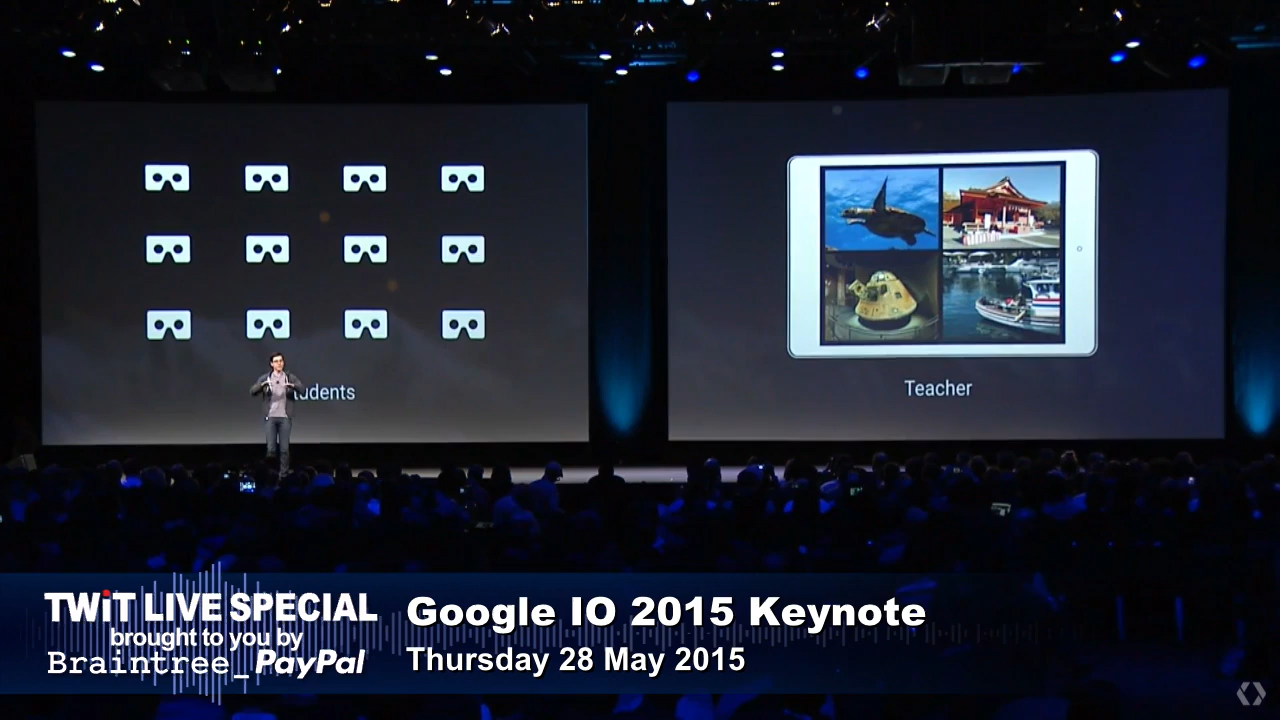 udents
Teacher
TWiT LIVE SPECIAL
brought to you by
Braintree_PayPal
Google IO 2015 Keynote
Thursday 28 May 2015